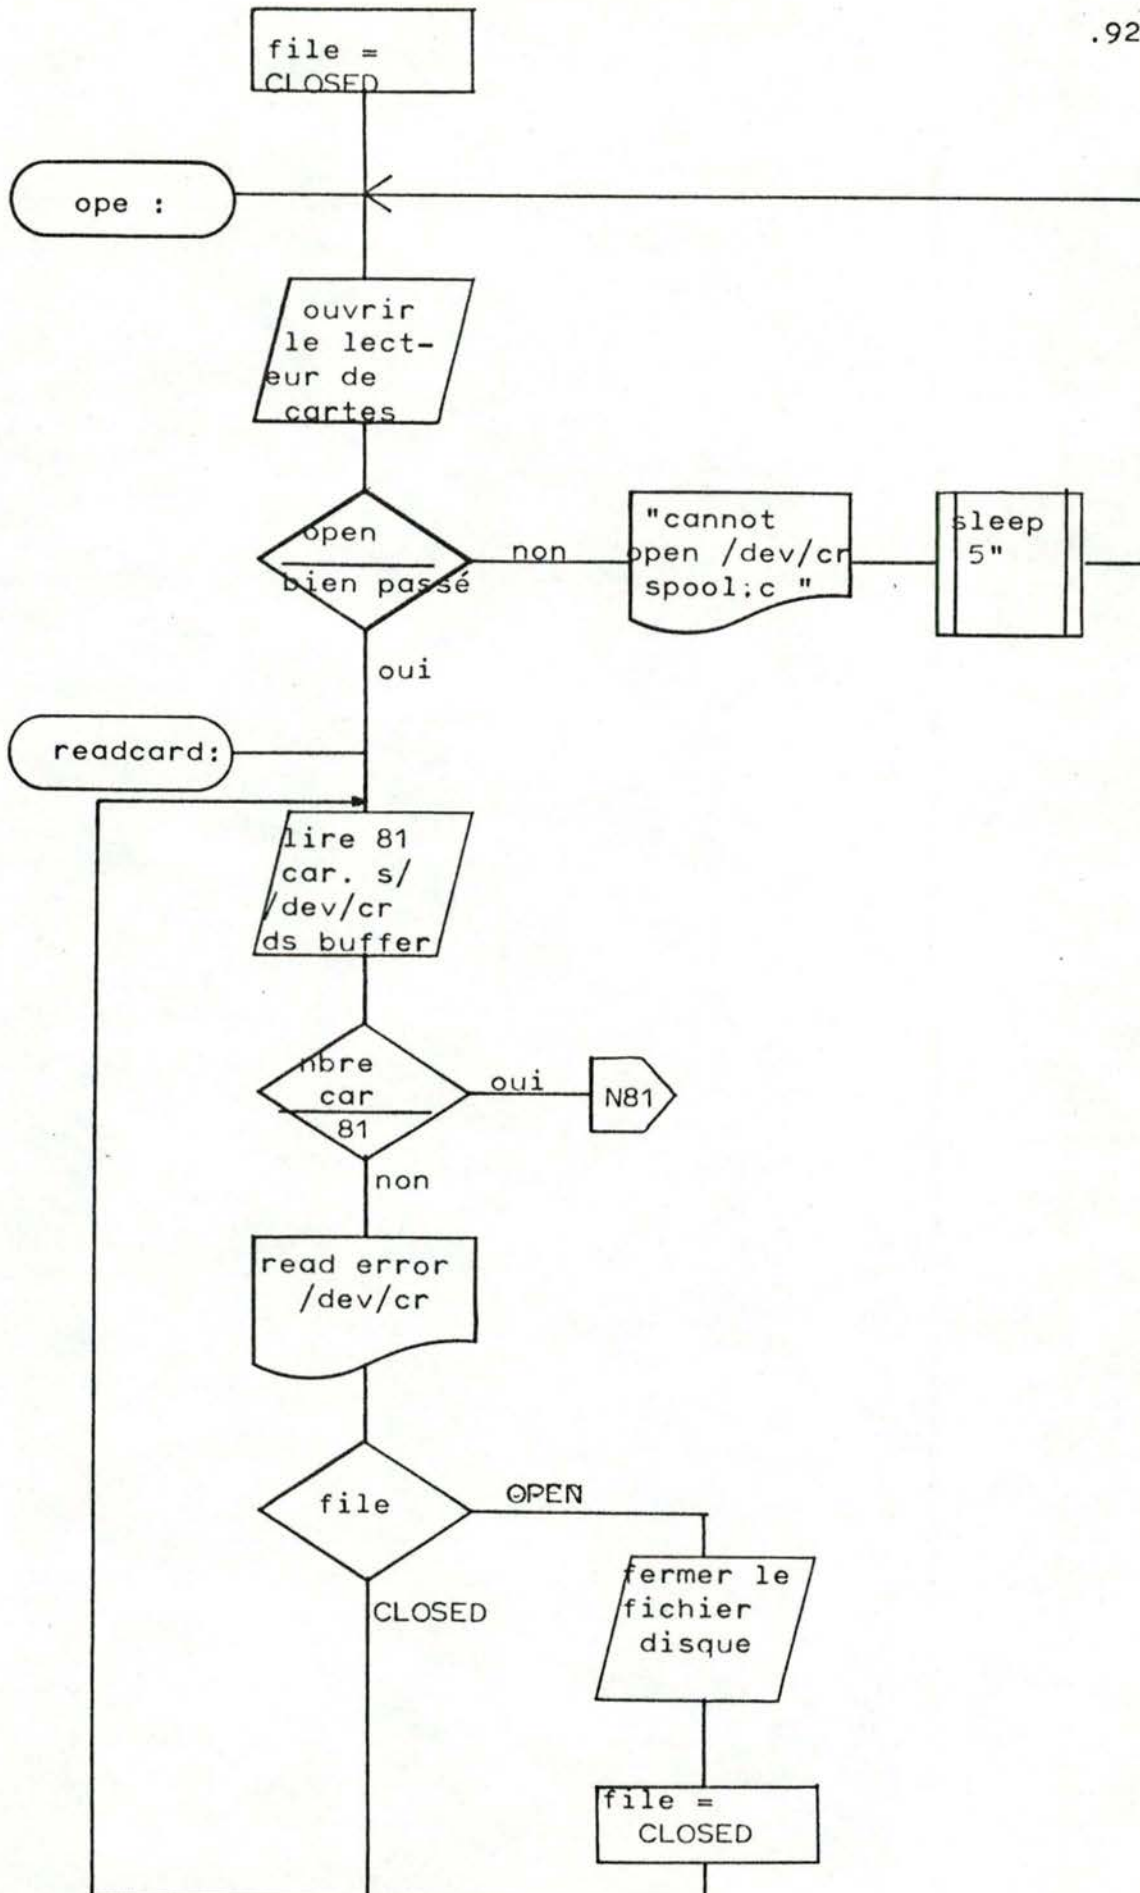 .92
file =
CLOSED
ope :
ouvrir
le lect-
eur de
cartes
open
bien passé
non
"cannot
open /dev/cr
spool;c "
sleep
5"
oui
readcard:
lire 81
car. s/
/dev/cr
ds buffer
nbre
car
81
oui
N81
non
read error
/dev/cr
file
OPEN
CLOSED
fermer le
fichier
disque
file =
CLOSED